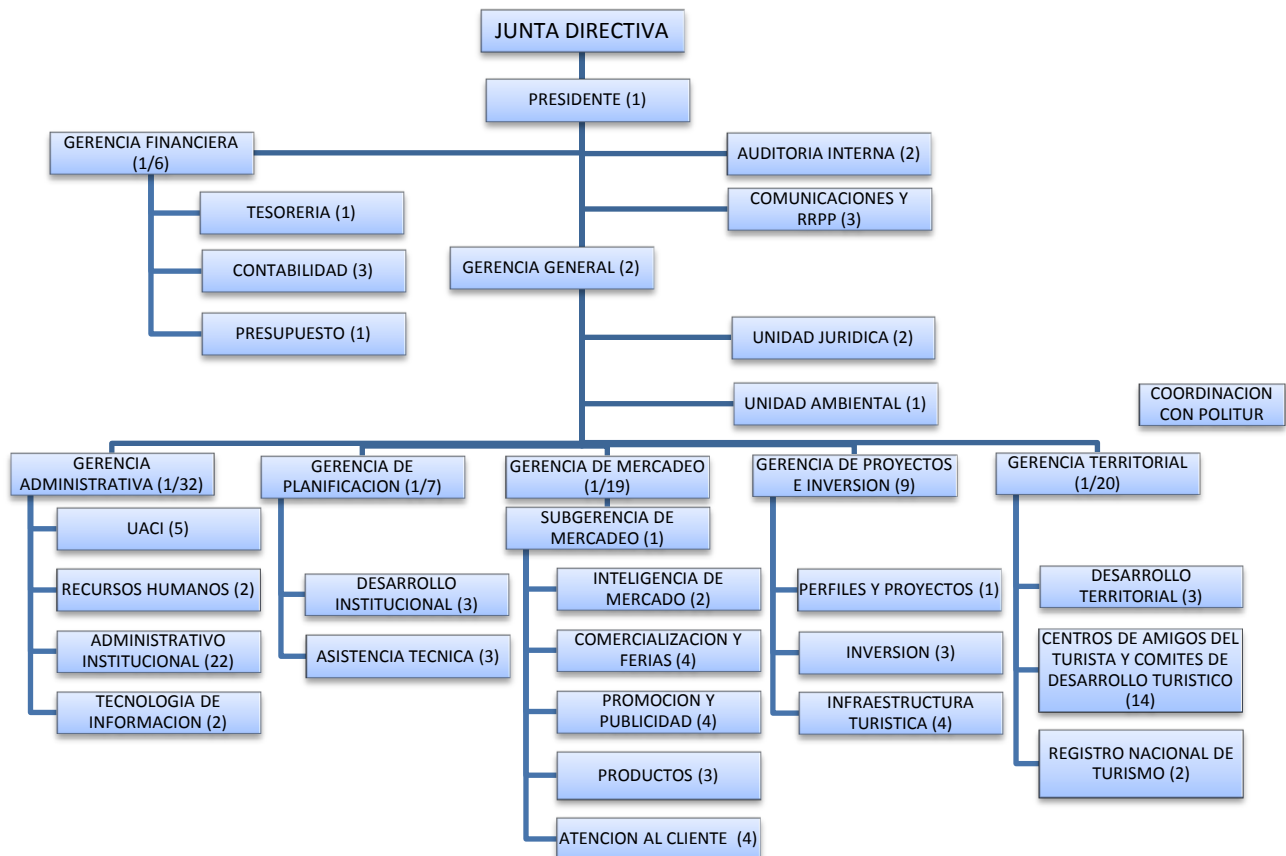 JUNTA DIRECTIVA
PRESIDENTE (1)
GERENCIA FINANCIERA
(1/6)
AUDITORIA INTERNA (2)
TESORERIA (1)
COMUNICACIONES Y
RRPP (3)
CONTABILIDAD (3)
GERENCIA GENERAL (2)
PRESUPUESTO (1)
UNIDAD JURIDICA (2)
UNIDAD AMBIENTAL (1)
COORDINACION
CON POLITUR
GERENCIA
ADMINISTRATIVA (1/32)
UACI (5)
RECURSOS HUMANOS (2)
ADMINISTRATIVO
INSTITUCIONAL (22)
TECNOLOGIA DE
INFORMACION (2)
GERENCIA DE
PLANIFICACION (1/7)
DESARROLLO
INSTITUCIONAL (3)
ASISTENCIA TECNICA (3)
GERENCIA DE MERCADEO
(1/19)
SUBGERENCIA DE
MERCADEO (1)
INTELIGENCIA DE
MERCADO (2)
COMERCIALIZACION Y
FERIAS (4)
PROMOCION Y
PUBLICIDAD (4)
PRODUCTOS (3)
ATENCION AL CLIENTE (4)
GERENCIA DE PROYECTOS
E INVERSION (9)
PERFILES Y PROYECTOS (1)
INVERSION (3)
INFRAESTRUCTURA
TURISTICA (4)
GERENCIA TERRITORIAL
(1/20)
DESARROLLO
TERRITORIAL (3)
CENTROS DE AMIGOS DEL
TURISTA Y COMITES DE
DESARROLLO TURISTICO
(14)
REGISTRO NACIONAL DE
TURISMO (2)